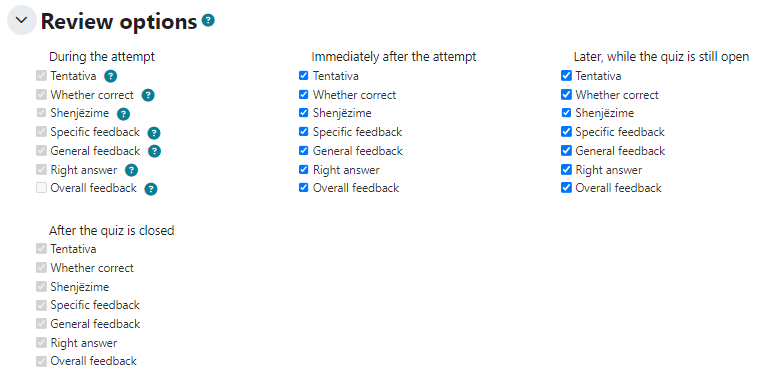 Review options
During the attempt
Tentativa
Whether correct
Shenjëzime
Specific feedback
General feedback
Right answer
Overall feedback
Immediately after the attempt
Tentativa
Whether correct
Shenjëzime
Specific feedback
General feedback
Right answer
Overall feedback
Later, while the quiz is still open
Tentativa
Whether correct
Shenjëzime
Specific feedback
General feedback
Right answer
Overall feedback
After the quiz is closed
Tentativa
Whether correct
Shenjëzime
Specific feedback
General feedback
Right answer
Overall feedback